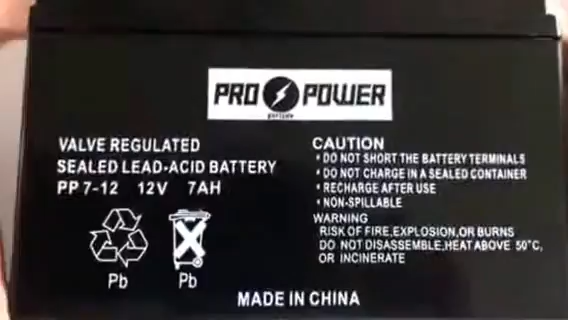 PRO POWER
BATTERY
VALVE REGULATED
SEALED LEAD-ACID BATTERY
PP 7-12 12V 7AH
Pb
Pb
CAUTION
• DO NOT SHORT THE BATTERY TERMINALS
• DO NOT CHARGE IN A SEALED CONTAINER
• RECHARGE AFTER USE
• NON-SPILLABLE
WARNING
RISK OF FIRE,EXPLOSION,OR BURNS
DO NOT DISASSEMBLE,HEAT ABOVE 50°C,
OR INCINERATE
MADE IN CHINA